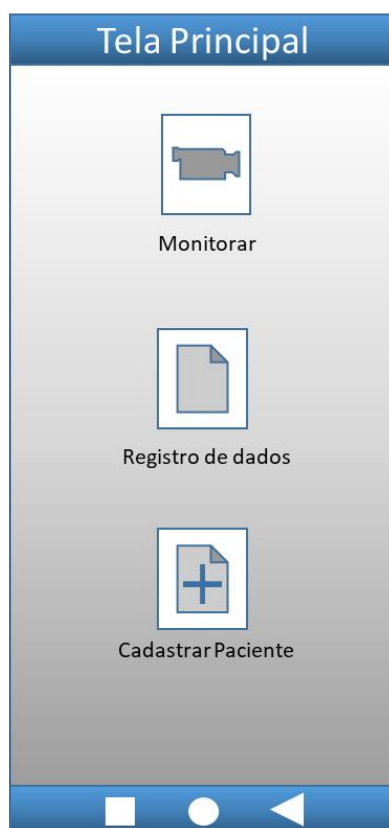 Tela Principal
Monitorar
Registro de dados
Cadastrar Paciente